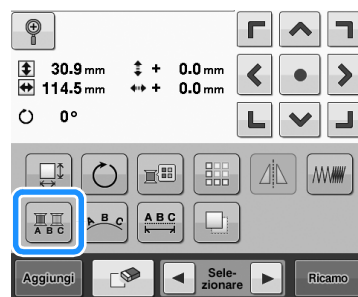 30.9 mm + 0.0 mm
114.5 mm + 0.0 mm
0°
A B C
A B C
A B C
Aggiungi
Sele-
zionare
Ricamo